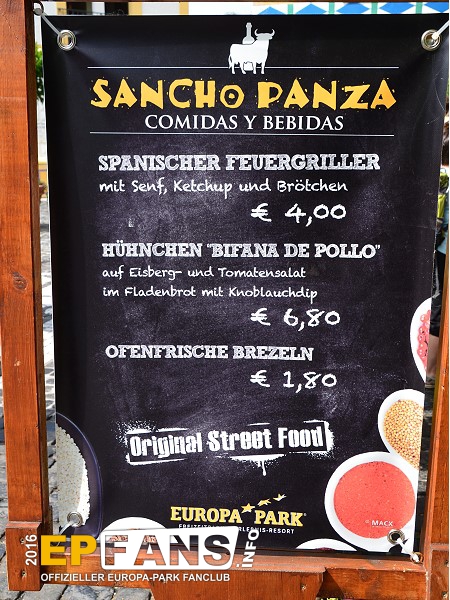 SANCHO PANZA
COMIDAS Y BEBIDAS
SPANISCHER FEUERGRILLER
mit Senf, Ketchup und Brötchen
€ 4,00
HÜHNCHEN "BIFANA DE POLLO"
auf Eisberg- und Tomatensalat
im Fladenbrot mit Knoblauchdip
€ 6,80
OFENFRISCHE BREZELN
€ 1,80
Original Street Food
EUROPA PARK®
MACK
2016
EPFANS.iNFO
OFFIZIELLER EUROPA-PARK FANCLUB